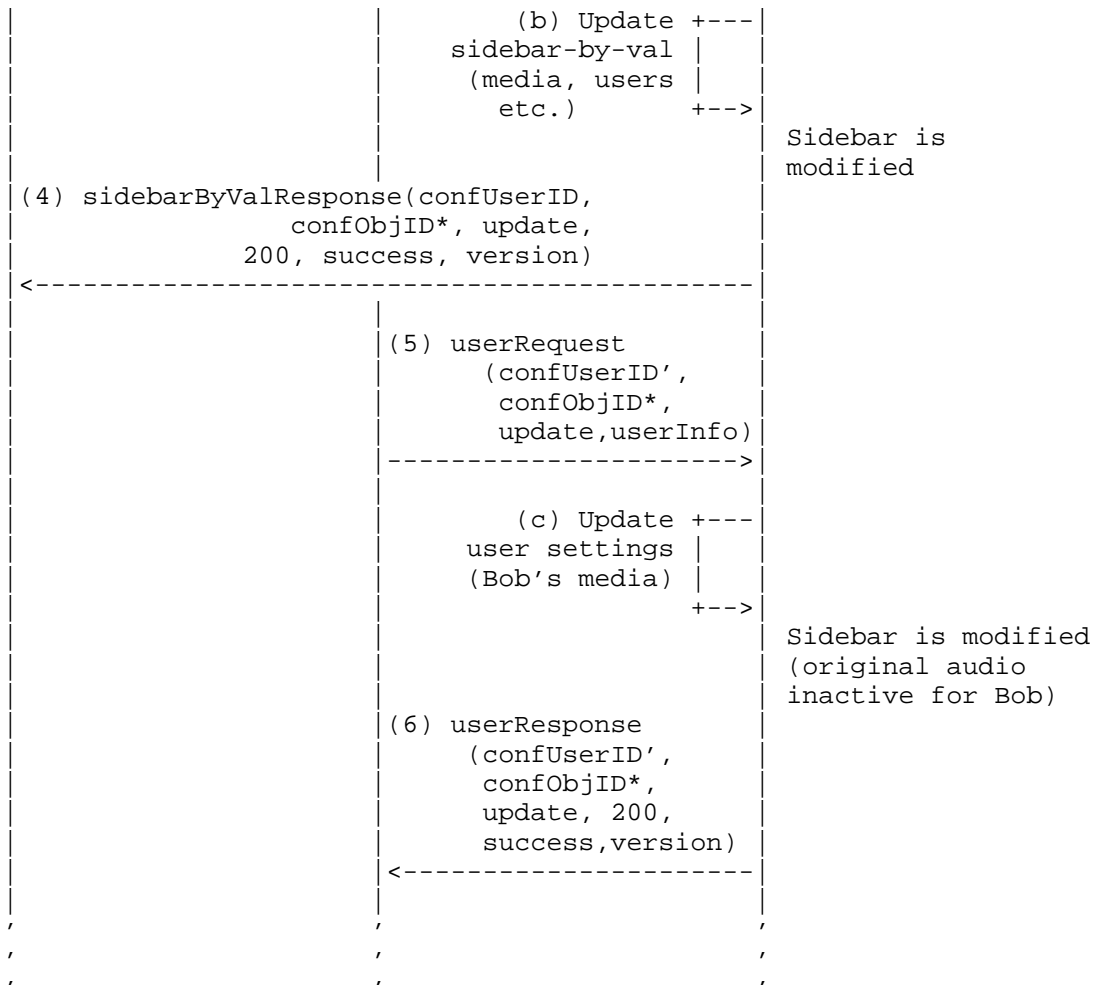 (b) Update +---
sidebar-by-val |
(media, users |
etc.) +-->
Sidebar is
modified
(4) sidebarByValResponse(confUserID,
confObjID*, update,
200, success, version)
<---------------------------------------------
(5) userRequest
(confUserID',
confObjID*,
update,userInfo)
---------------------->
(c) Update +---
user settings |
(Bob's media) |
+-->
Sidebar is modified
(original audio
inactive for Bob)
(6) userResponse
(confUserID',
confObjID*,
update, 200,
success,version)
<----------------------
' ' '
' ' '
' ' '